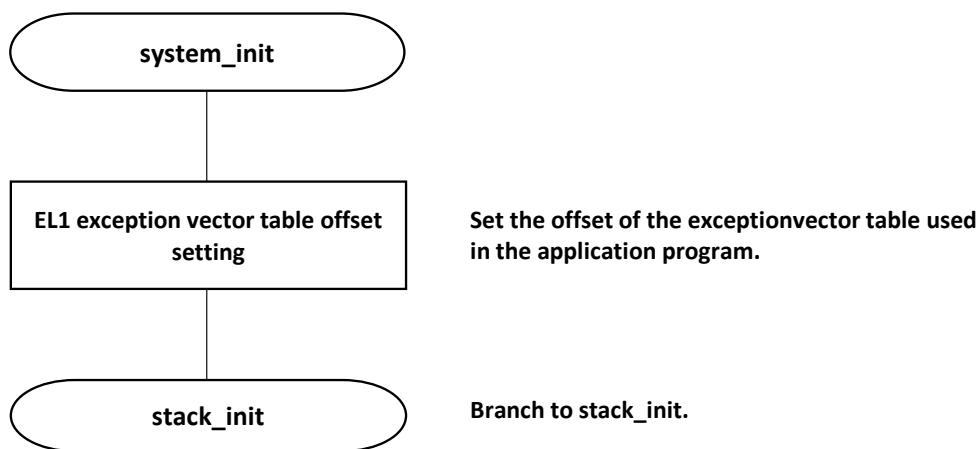 system_init
EL1 exception vector table offset
setting
Set the offset of the exceptionvector table used
in the application program.
stack_init
Branch to stack_init.